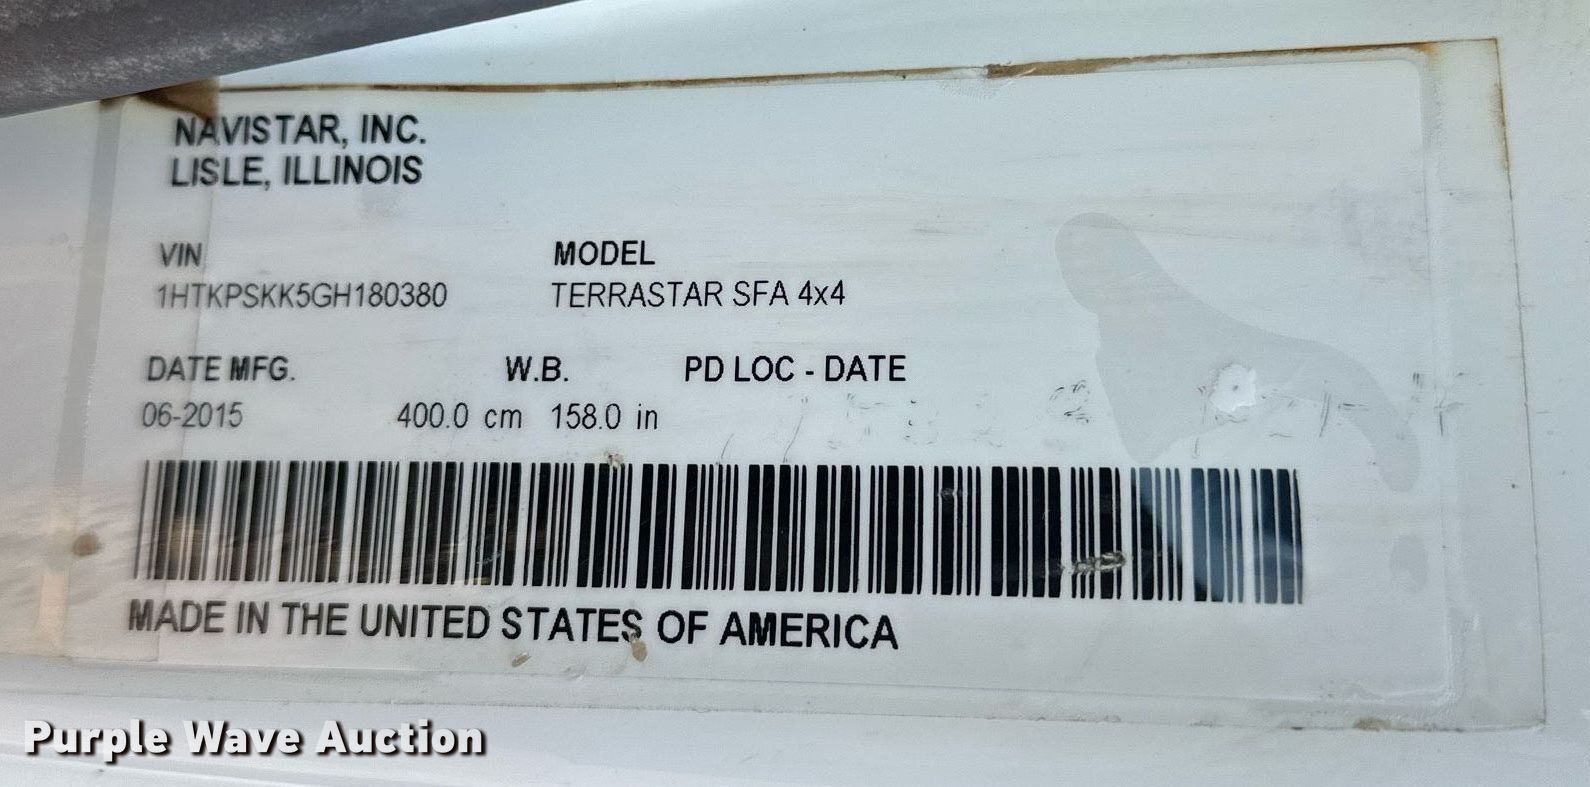 NAVISTAR, INC.
LISLE, ILLINOIS
VIN MODEL
1HTKPSKK5GH180380 TERRASTAR SFA 4x4
DATE MFG. W.B. PD LOC - DATE
06-2015 400.0 cm 158.0 in
MADE IN THE UNITED STATES OF AMERICA
Purple Wave Auction